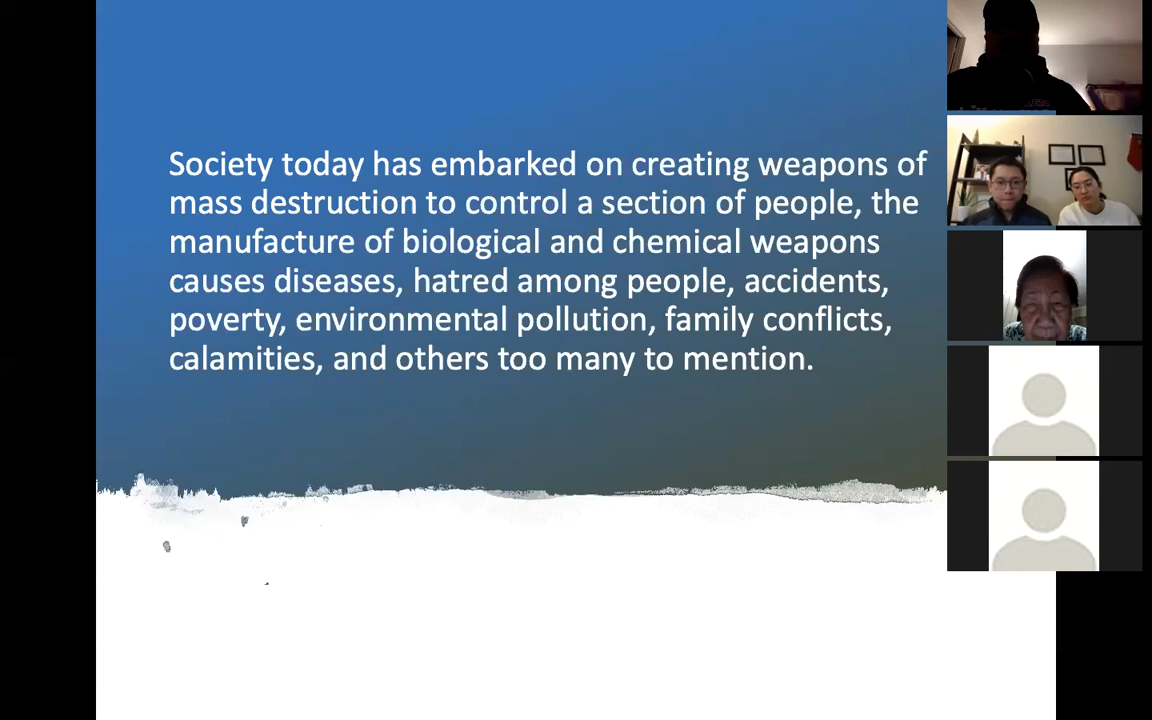 Society today has embarked on creating weapons of
mass destruction to control a section of people, the
manufacture of biological and chemical weapons
causes diseases, hatred among people, accidents,
poverty, environmental pollution, family conflicts,
calamities, and others too many to mention.